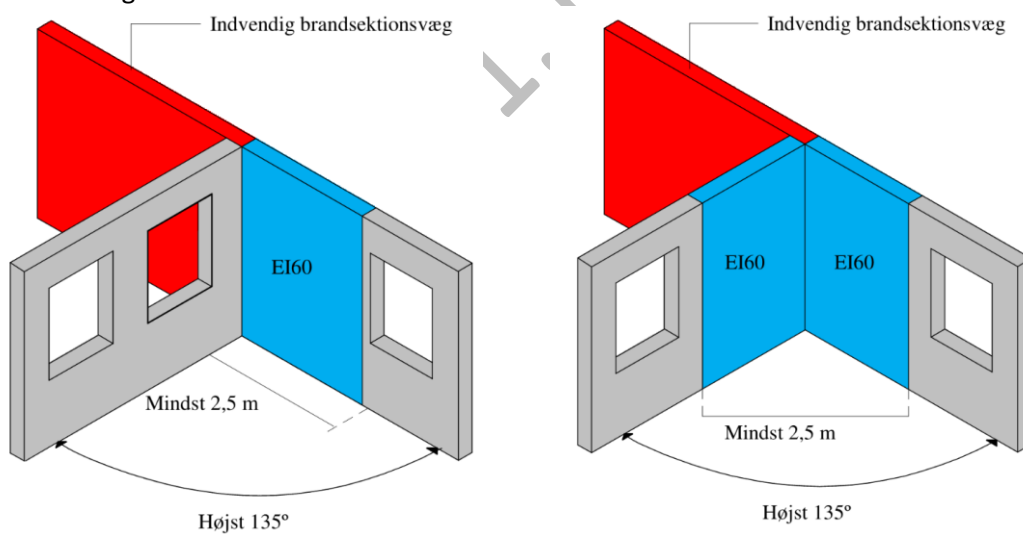 Indvendig brandsektionsvæg
EI60
Mindst 2,5 m
Højst 135º
Indvendig brandsektionsvæg
EI60
EI60
Mindst 2,5 m
Højst 135º